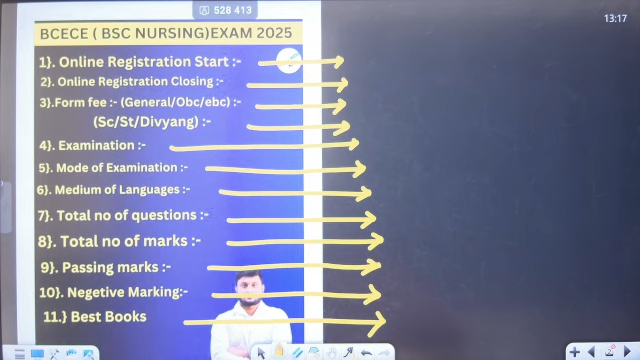 528 413
13:17
BCECE ( BSC NURSING)EXAM 2025
1}. Online Registration Start :-
2}. Online Registration Closing :-
3}.Form fee :- (General/Obc/ebc) :-
(Sc/St/Divyang) :-
4}. Examination :-
5}. Mode of Examination :-
6}. Medium of Languages :-
7}. Total no of questions :-
8}. Total no of marks :-
9}. Passing marks :-
10}. Negetive Marking:-
11.} Best Books